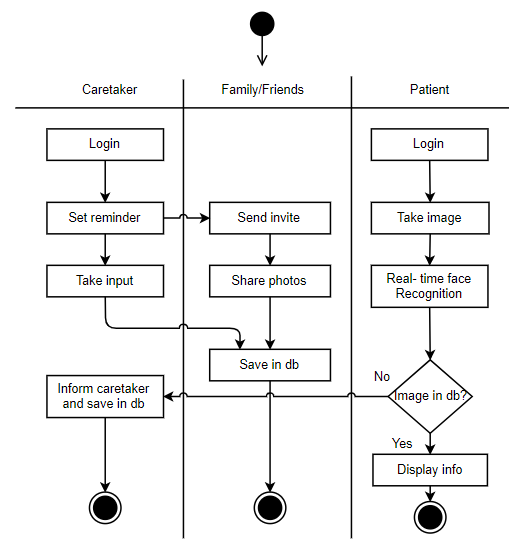 Caretaker
Family/Friends
Patient
Login
Login
Set reminder
Send invite
Take image
Take input
Share photos
Real- time face
Recognition
Save in db
No
Inform caretaker
and save in db
Image in db?
Yes
Display info